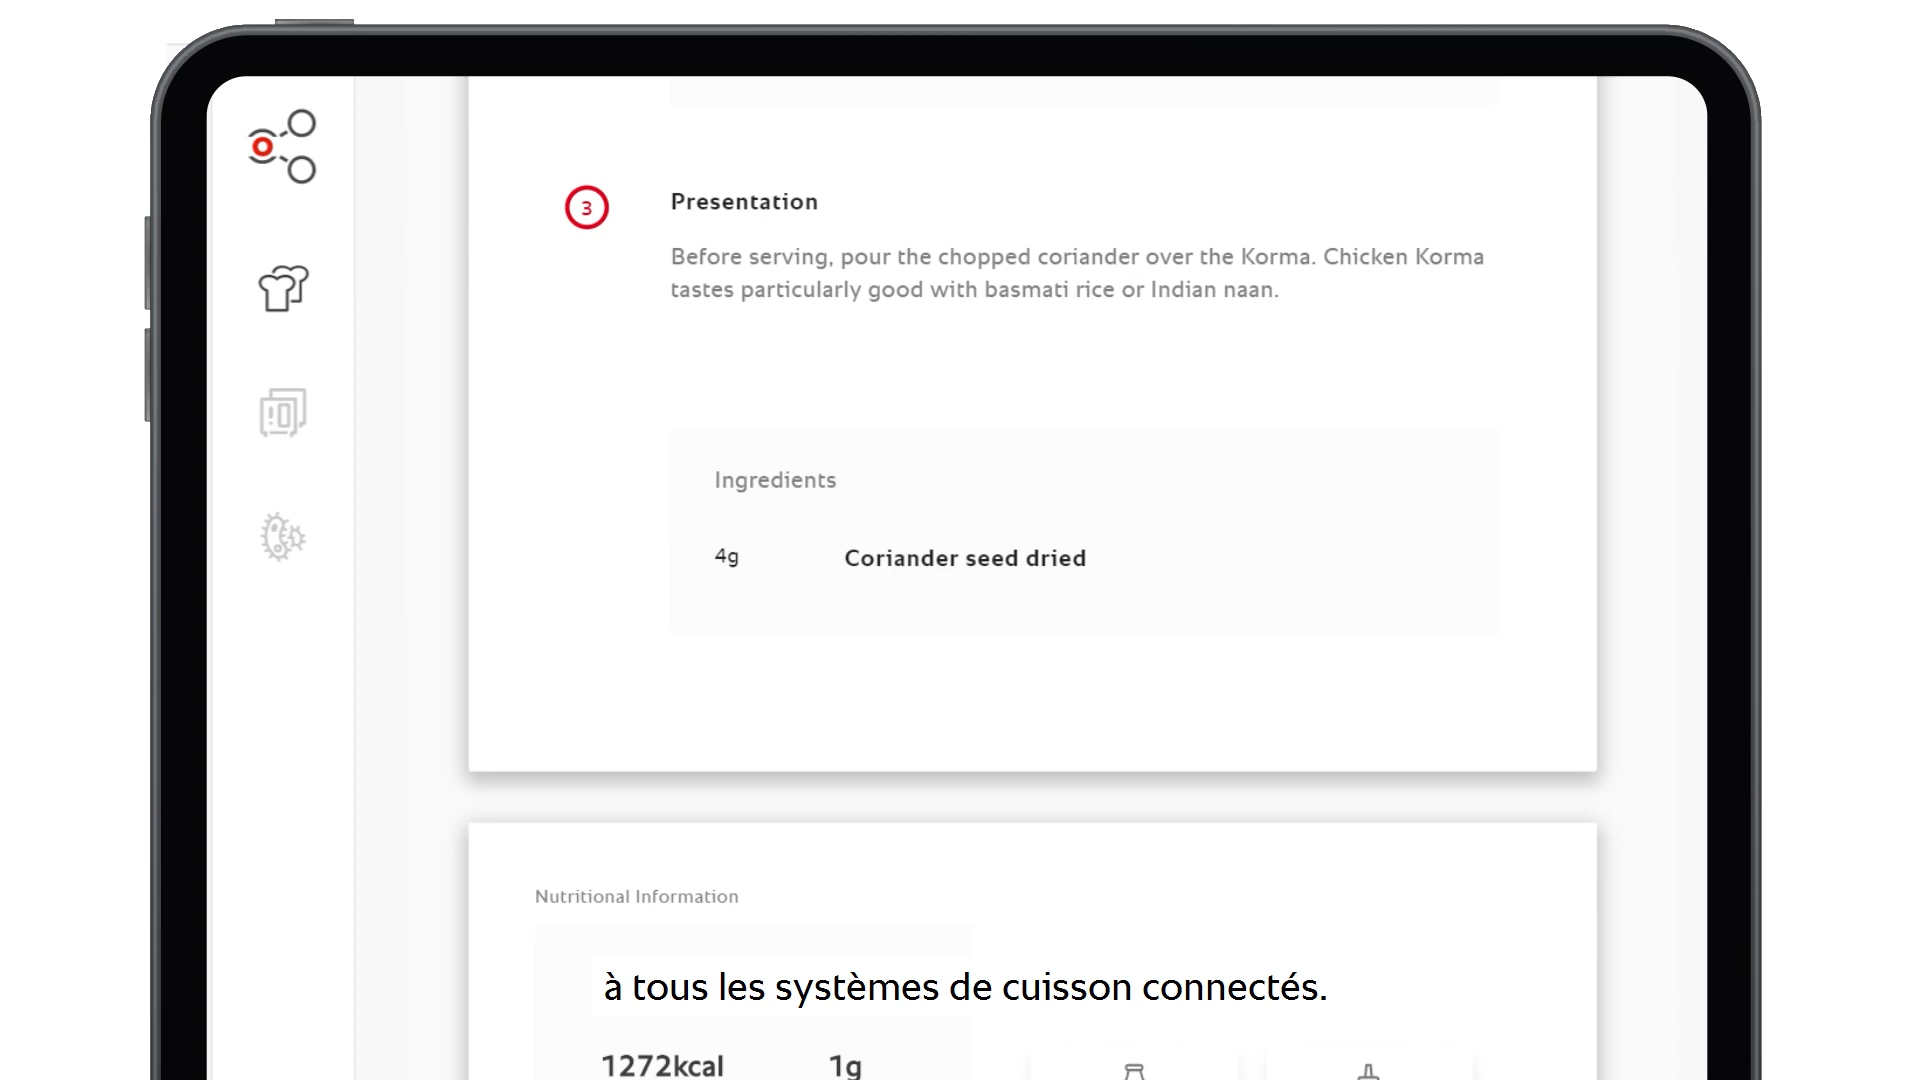 3
Presentation
Before serving, pour the chopped coriander over the Korma. Chicken Korma
tastes particularly good with basmati rice or Indian naan.
Ingredients
4g Coriander seed dried
Nutritional Information
à tous les systèmes de cuisson connectés.
1272kcal 1g